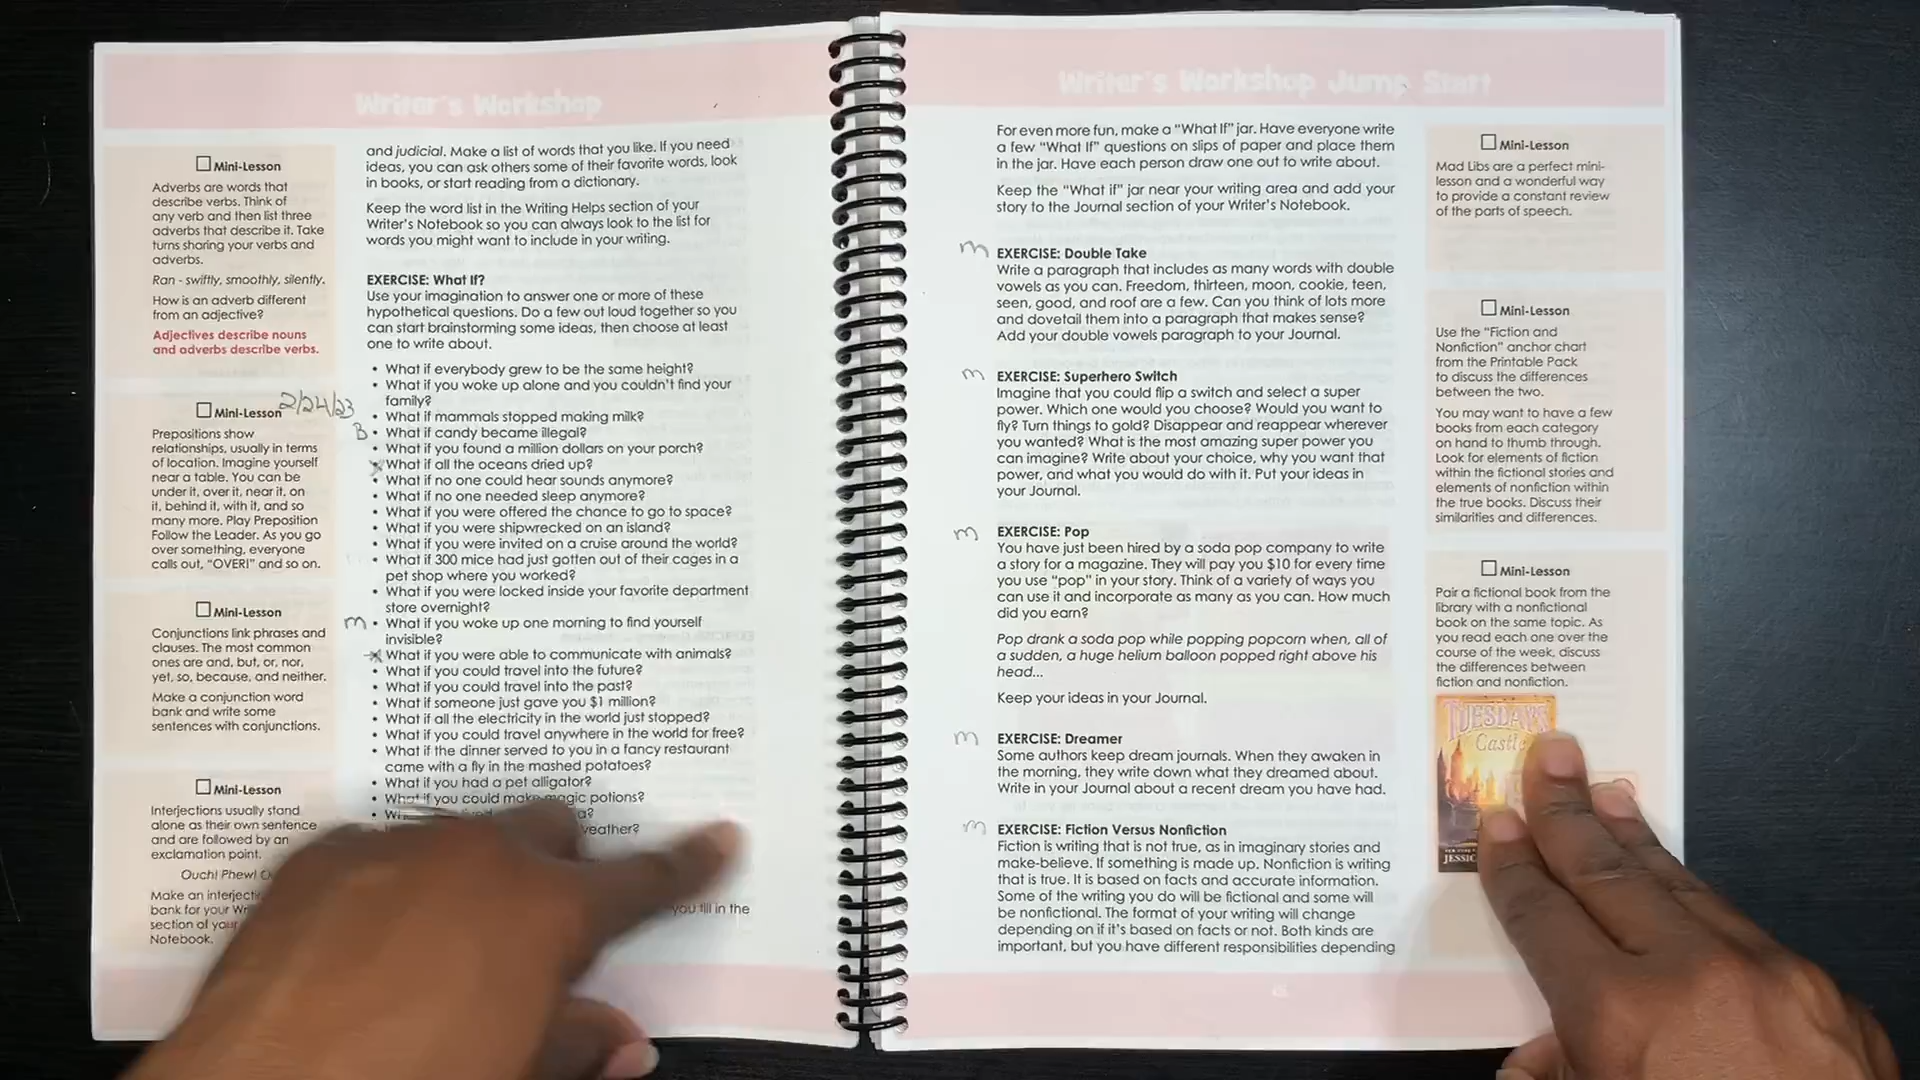 Writer's Workshop
Mini-Lesson
Adverbs are words that
describe verbs. Think of
any verb and then list three
adverbs that describe it. Take
turns sharing your verbs and
adverbs.
Ran - swiftly, smoothly, silently.
How is an adverb different
from an adjective?
Adjectives describe nouns
and adverbs describe verbs.
Mini-Lesson 2/24/23
Prepositions show
relationships, usually in terms
of location. Imagine yourself
near a table. You can be
under it, over it, near it, on
it, behind it, with it, and so
many more. Play Preposition
Follow the Leader. As you go
over something, everyone
calls out, "OVER!" and so on.
Mini-Lesson
Conjunctions link phrases and
clauses. The most common
ones are and, but, or, nor,
yet, so, because, and neither.
Make a conjunction word
bank and write some
sentences with conjunctions.
Mini-Lesson
Interjections usually stand
alone as their own sentence
and are followed by an
exclamation point.
Ouch! Phew!
Make an
bank for your
section of your
Notebook.
and judicial. Make a list of words that you like. If you need
ideas, you can ask others some of their favorite words, look
in books, or start reading from a dictionary.
Keep the word list in the Writing Helps section of your
Writer's Notebook so you can always look to the list for
words you might want to include in your writing.
EXERCISE: What If?
Use your imagination to answer one or more of these
hypothetical questions. Do a few out loud together so you
can start brainstorming some ideas, then choose at least
one to write about.
• What if everybody grew to be the same height?
• What if you woke up alone and you couldn't find your
family?
• What if mammals stopped making milk?
B • What if candy became illegal?
• What if you found a million dollars on your porch?
What if all the oceans dried up?
• What if no one could hear sounds anymore?
• What if no one needed sleep anymore?
• What if you were offered the chance to go to space?
• What if you were shipwrecked on an island?
• What if you were invited on a cruise around the world?
• What if 300 mice had just gotten out of their cages in a
pet shop where you worked?
• What if you were locked inside your favorite department
store overnight?
m • What if you woke up one morning to find yourself
invisible?
What if you were able to communicate with animals?
• What if you could travel into the future?
• What if you could travel into the past?
• What if someone just gave you $1 million?
• What if all the electricity in the world just stopped?
• What if you could travel anywhere in the world for free?
• What if the dinner served to you in a fancy restaurant
came with a fly in the mashed potatoes?
• What if you had a pet alligator?
• What if you could make magic potions?
weather?
you fill in the
Writer's Workshop Jump Start
For even more fun, make a "What If" jar. Have everyone write
a few "What If" questions on slips of paper and place them
in the jar. Have each person draw one out to write about.
Keep the "What if" jar near your writing area and add your
story to the Journal section of your Writer's Notebook.
m EXERCISE: Double Take
Write a paragraph that includes as many words with double
vowels as you can. Freedom, thirteen, moon, cookie, teen,
seen, good, and roof are a few. Can you think of lots more
and dovetail them into a paragraph that makes sense?
Add your double vowels paragraph to your Journal.
m EXERCISE: Superhero Switch
Imagine that you could flip a switch and select a super
power. Which one would you choose? Would you want to
fly? Turn things to gold? Disappear and reappear wherever
you wanted? What is the most amazing super power you
can imagine? Write about your choice, why you want that
power, and what you would do with it. Put your ideas in
your Journal.
m EXERCISE: Pop
You have just been hired by a soda pop company to write
a story for a magazine. They will pay you $10 for every time
you use "pop" in your story. Think of a variety of ways you
can use it and incorporate as many as you can. How much
did you earn?
Pop drank a soda pop while popping popcorn when, all of
a sudden, a huge helium balloon popped right above his
head...
Keep your ideas in your Journal.
m EXERCISE: Dreamer
Some authors keep dream journals. When they awaken in
the morning, they write down what they dreamed about.
Write in your Journal about a recent dream you have had.
m EXERCISE: Fiction Versus Nonfiction
Fiction is writing that is not true, as in imaginary stories and
make-believe. If something is made up. Nonfiction is writing
that is true. It is based on facts and accurate information.
Some of the writing you do will be fictional and some will
be nonfictional. The format of your writing will change
depending on if it's based on facts or not. Both kinds are
important, but you have different responsibilities depending
Mini-Lesson
Mad Libs are a perfect mini-
lesson and a wonderful way
to provide a constant review
of the parts of speech.
Mini-Lesson
Use the "Fiction and
Nonfiction" anchor chart
from the Printable Pack
to discuss the differences
between the two.
You may want to have a few
books from each category
on hand to thumb through.
Look for elements of fiction
within the fictional stories and
elements of nonfiction within
the true books. Discuss their
similarities and differences.
Mini-Lesson
Pair a fictional book from the
library with a nonfictional
book on the same topic. As
you read each one over the
course of the week, discuss
the differences between
fiction and nonfiction.
TUESDAYS
Castle